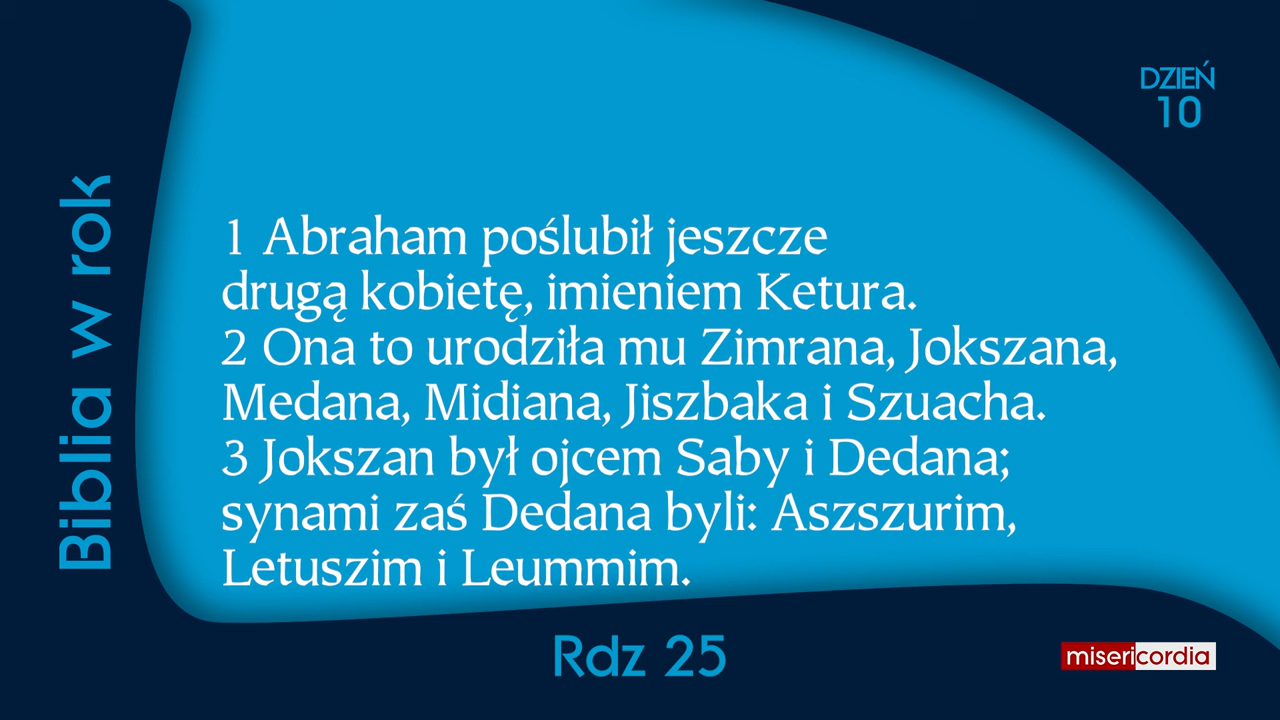 DZIEŃ
10
Biblia w rok
1 Abraham poślubił jeszcze
drugą kobietę, imieniem Ketura.
2 Ona to urodziła mu Zimrana, Jokszana,
Medana, Midiana, Jiszbaka i Szuacha.
3 Jokszan był ojcem Saby i Dedana;
synami zaś Dedana byli: Aszszurim,
Letuszim i Leummim.
Rdz 25
misericordia